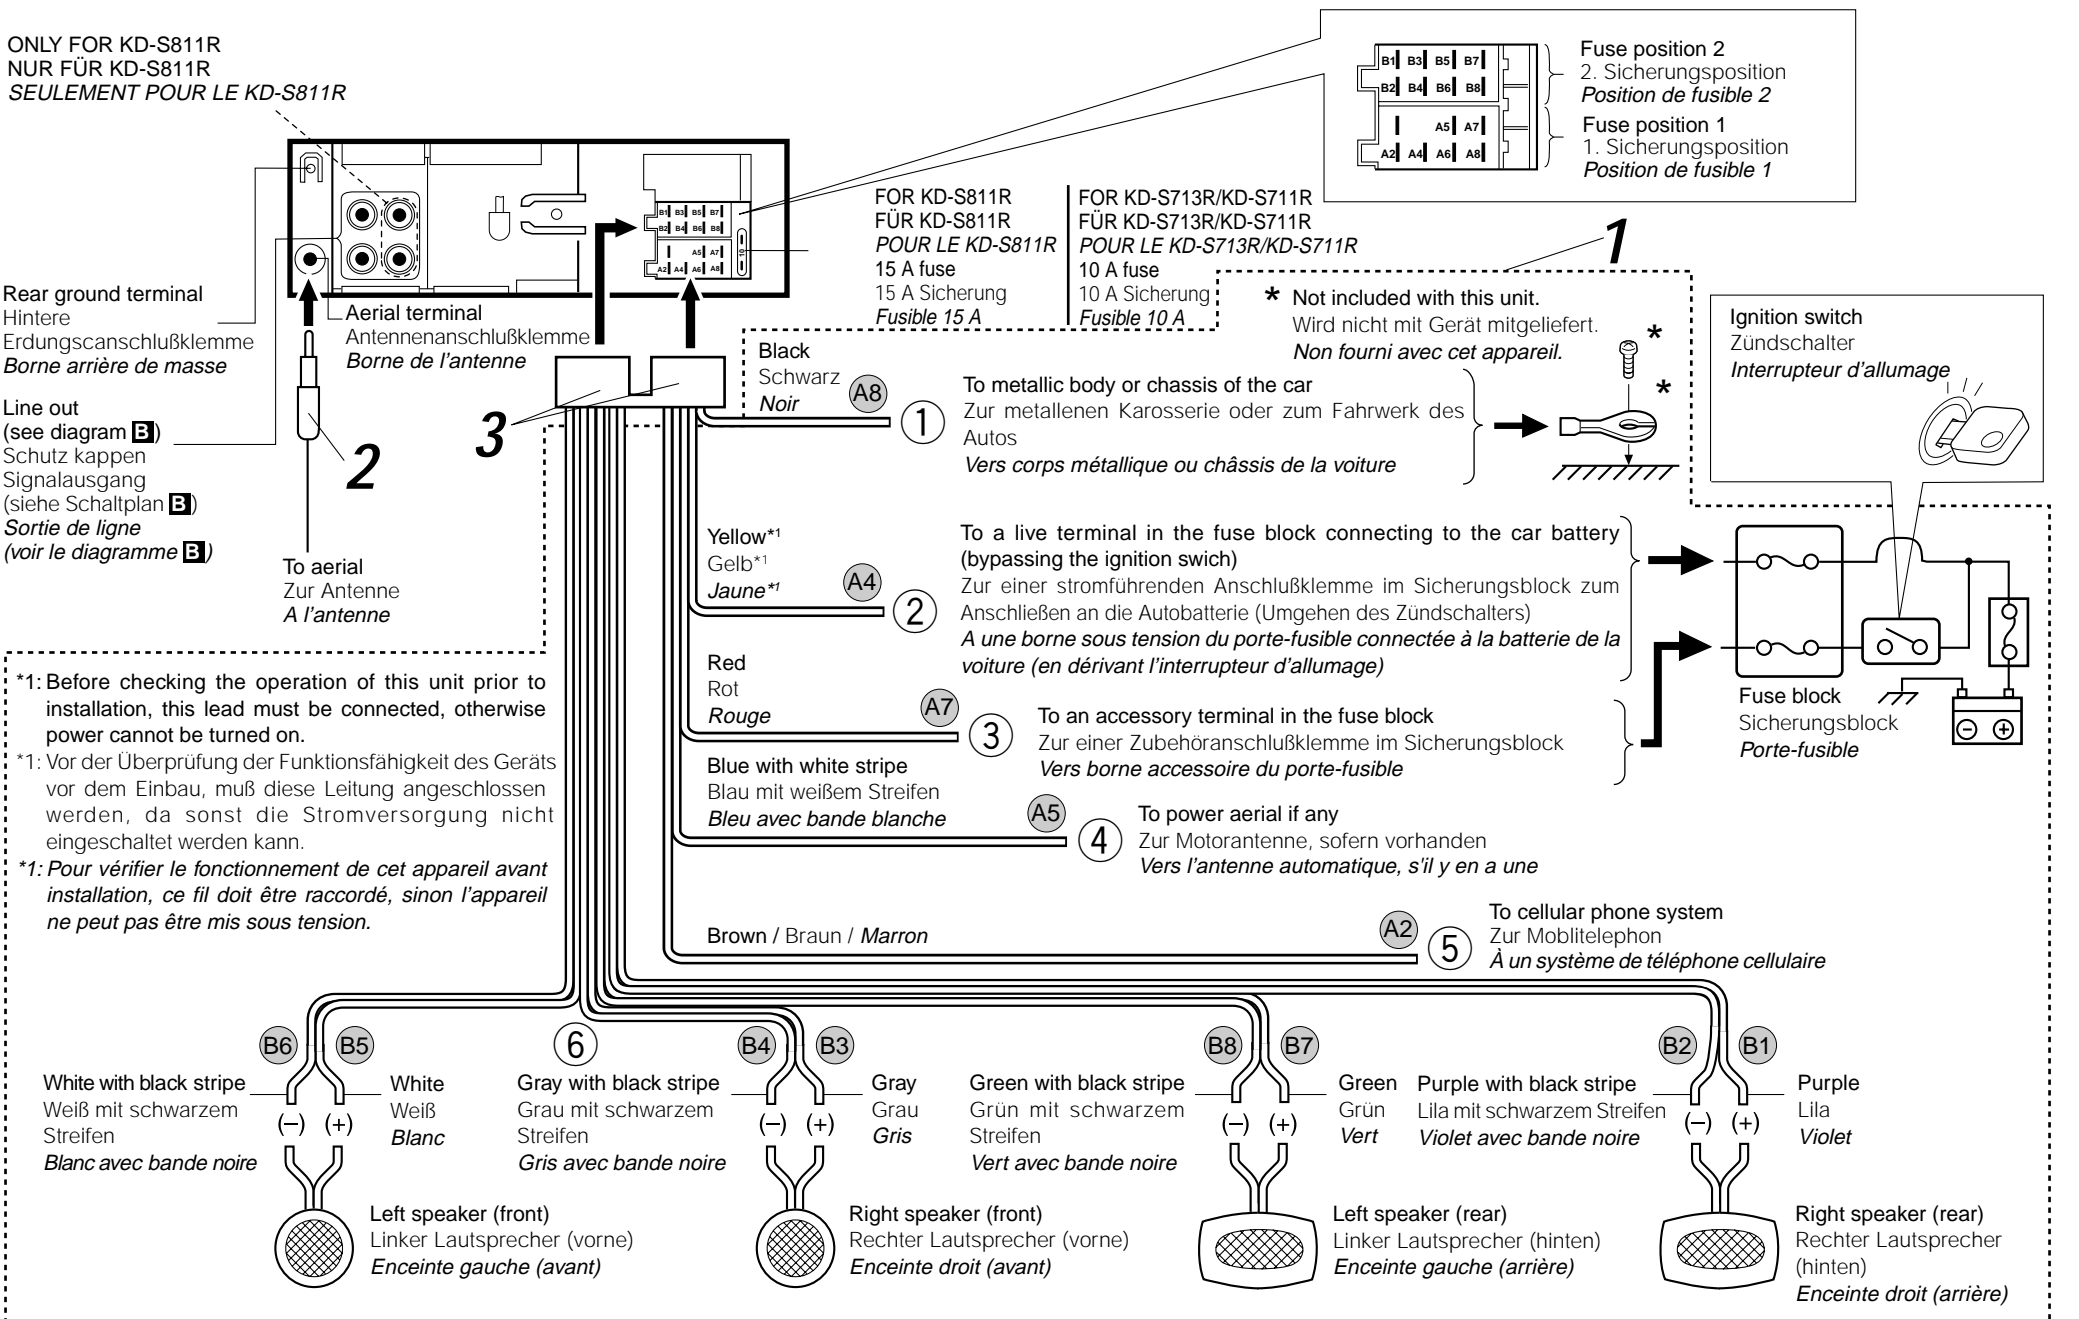 ONLY FOR KD-S811R
NUR FÜR KD-S811R
SEULEMENT POUR LE KD-S811R
B1 B3 B5 B7
B2 B4 B6 B8
A5 A7
A2 A4 A6 A8
Fuse position 2
2. Sicherungsposition
Position de fusible 2
Fuse position 1
1. Sicherungsposition
Position de fusible 1
B1 B3 B5 B7
B2 B4 B6 B8
A5 A7
A2 A4 A6 A8
10
FOR KD-S811R
FÜR KD-S811R
POUR LE KD-S811R
15 A fuse
15 A Sicherung
Fusible 15 A
FOR KD-S713R/KD-S711R
FÜR KD-S713R/KD-S711R
POUR LE KD-S713R/KD-S711R
10 A fuse
10 A Sicherung
Fusible 10 A
1
Rear ground terminal
Hintere
Erdungscanschlußklemme
Borne arrière de masse
Aerial terminal
Antennenanschlußklemme
Borne de l'antenne
Line out
(see diagram B)
Schutz kappen
Signalausgang
(siehe Schaltplan B)
Sortie de ligne
(voir le diagramme B)
2
3
To aerial
Zur Antenne
A l'antenne
* Not included with this unit.
Wird nicht mit Gerät mitgeliefert.
Non fourni avec cet appareil.
*
*
Ignition switch
Zündschalter
Interrupteur d'allumage
Black
Schwarz
Noir
A8
1
To metallic body or chassis of the car
Zur metallenen Karosserie oder zum Fahrwerk des
Autos
Vers corps métallique ou châssis de la voiture
Yellow*1
Gelb*1
Jaune*1
A4
2
To a live terminal in the fuse block connecting to the car battery
(bypassing the ignition swich)
Zur einer stromführenden Anschlußklemme im Sicherungsblock zum
Anschließen an die Autobatterie (Umgehen des Zündschalters)
A une borne sous tension du porte-fusible connectée à la batterie de la
voiture (en dérivant l'interrupteur d'allumage)
Fuse block
Sicherungsblock
Porte-fusible
− +
*1: Before checking the operation of this unit prior to
installation, this lead must be connected, otherwise
power cannot be turned on.
*1: Vor der Überprüfung der Funktionsfähigkeit des Geräts
vor dem Einbau, muß diese Leitung angeschlossen
werden, da sonst die Stromversorgung nicht
eingeschaltet werden kann.
*1: Pour vérifier le fonctionnement de cet appareil avant
installation, ce fil doit être raccordé, sinon l'appareil
ne peut pas être mis sous tension.
Red
Rot
Rouge
A7
3
To an accessory terminal in the fuse block
Zur einer Zubehöranschlußklemme im Sicherungsblock
Vers borne accessoire du porte-fusible
Blue with white stripe
Blau mit weißem Streifen
Bleu avec bande blanche
A5
4
To power aerial if any
Zur Motorantenne, sofern vorhanden
Vers l'antenne automatique, s'il y en a une
Brown / Braun / Marron
A2
5
To cellular phone system
Zur Moblitelephon
À un système de téléphone cellulaire
B6 B5
6
B4 B3
B8 B7
B2 B1
White with black stripe
Weiß mit schwarzem
Streifen
Blanc avec bande noire
(−) (+)
White
Weiß
Blanc
Gray with black stripe
Grau mit schwarzem
Streifen
Gris avec bande noire
(−) (+)
Gray
Grau
Gris
Green with black stripe
Grün mit schwarzem
Streifen
Vert avec bande noire
(−) (+)
Green
Grün
Vert
Purple with black stripe
Lila mit schwarzem Streifen
Violet avec bande noire
(−) (+)
Purple
Lila
Violet
Left speaker (front)
Linker Lautsprecher (vorne)
Enceinte gauche (avant)
Right speaker (front)
Rechter Lautsprecher (vorne)
Enceinte droit (avant)
Left speaker (rear)
Linker Lautsprecher (hinten)
Enceinte gauche (arrière)
Right speaker (rear)
Rechter Lautsprecher
(hinten)
Enceinte droit (arrière)